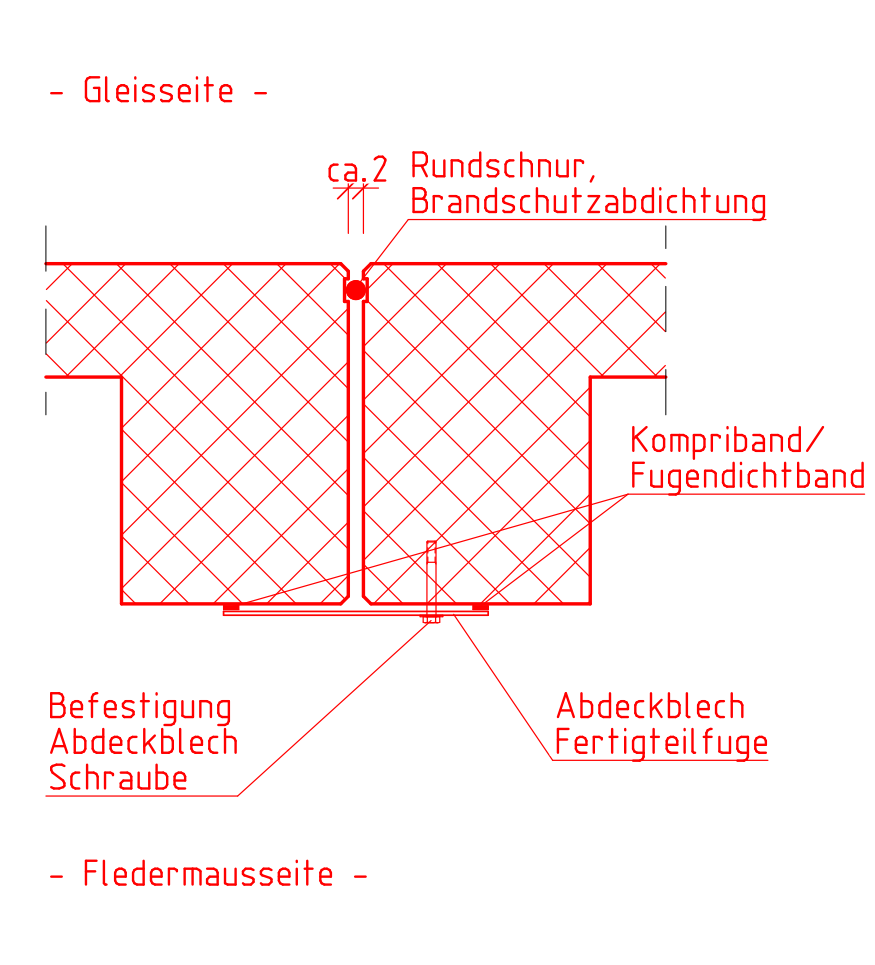 - Gleisseite -
ca.2
Rundschnur,
Brandschutzabdichtung
Kompriband/
Fugendichtband
Befestigung
Abdeckblech
Schraube
Abdeckblech
Fertigteilfuge
- Fledermausseite -